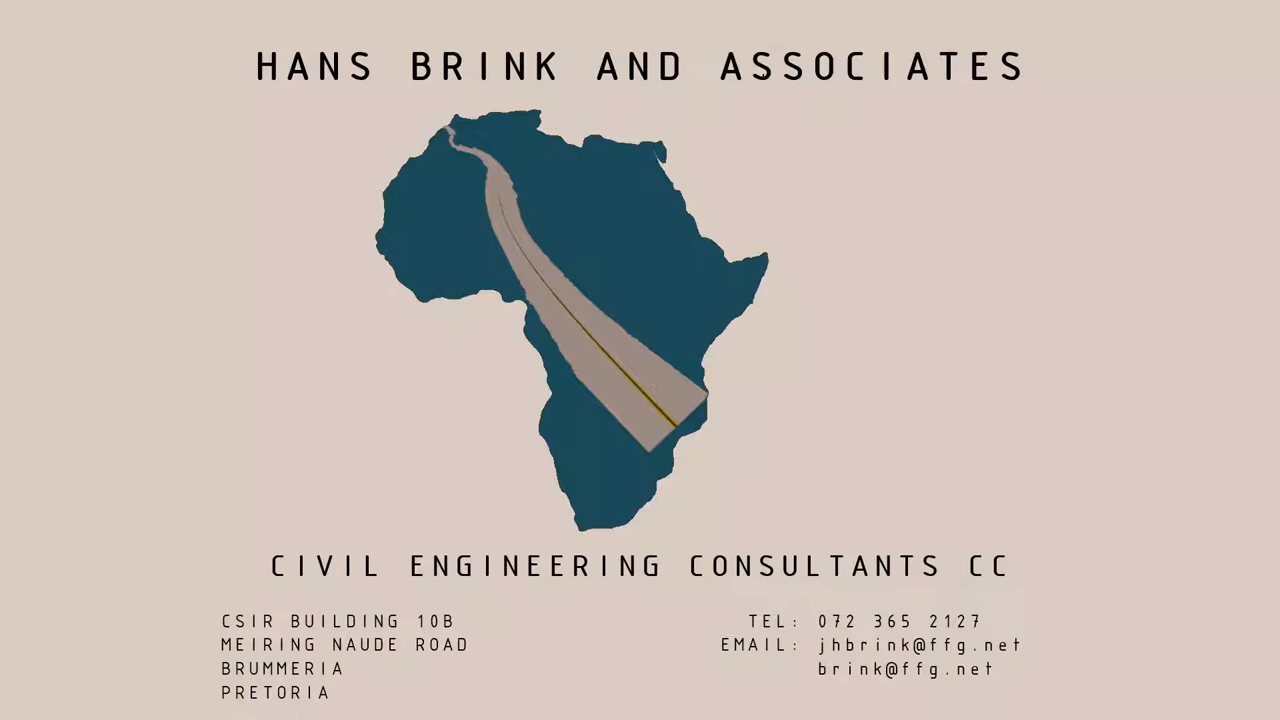 HANS BRINK AND ASSOCIATES
CIVIL ENGINEERING CONSULTANTS CC
CSIR BUILDING 10B
MEIRING NAUDE ROAD
BRUMMERIA
PRETORIA
TEL: 072 365 2127
EMAIL: jhbrink@ffg.net
brink@ffg.net